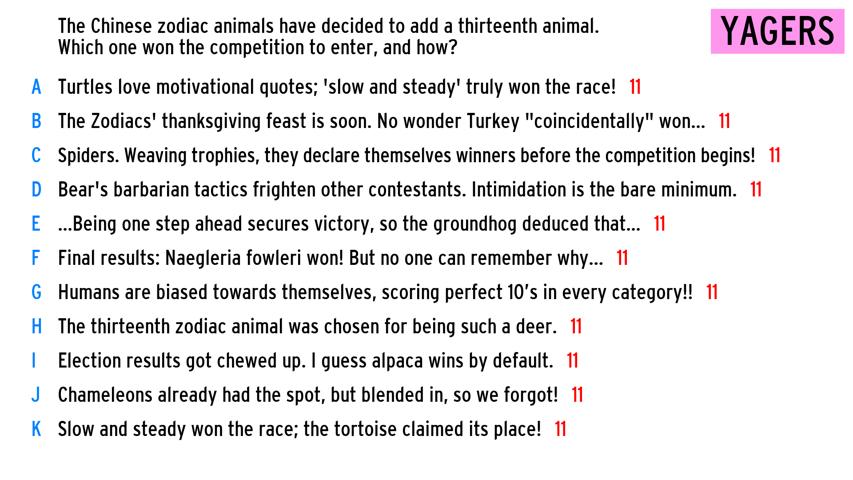 The Chinese zodiac animals have decided to add a thirteenth animal.
Which one won the competition to enter, and how?
YAGERS
A Turtles love motivational quotes; 'slow and steady' truly won the race! 11
B The Zodiacs' thanksgiving feast is soon. No wonder Turkey "coincidentally" won... 11
C Spiders. Weaving trophies, they declare themselves winners before the competition begins! 11
D Bear's barbarian tactics frighten other contestants. Intimidation is the bare minimum. 11
E ...Being one step ahead secures victory, so the groundhog deduced that... 11
F Final results: Naegleria fowleri won! But no one can remember why... 11
G Humans are biased towards themselves, scoring perfect 10's in every category!! 11
H The thirteenth zodiac animal was chosen for being such a deer. 11
I Election results got chewed up. I guess alpaca wins by default. 11
J Chameleons already had the spot, but blended in, so we forgot! 11
K Slow and steady won the race; the tortoise claimed its place! 11